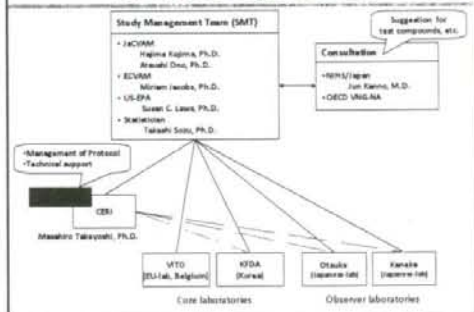 Study Management Team (SMT)
• JaCVAM
Hajime Kojima, Ph.D.
Atsushi Ono, Ph.D.
• ECVAM
Miriam Jacobs, Ph.D.
• US-EPA
Susan C. Laws, Ph.D.
• Statistician
Takashi Sozu, Ph.D.
Suggestion for
test compounds, etc.
Consultation
• NIHS/Japan
Jun Kanno, M.D.
• OECD VMG-NA
•Management of Protocol
•Technical support
CERI
Masahiro Takeyoshi, Ph.D.
VITO
(EU-lab, Belgium)
KFDA
(Korea)
Otsuka
(Japanese-lab)
Kaneka
(Japanese-lab)
Core laboratories
Observer laboratories